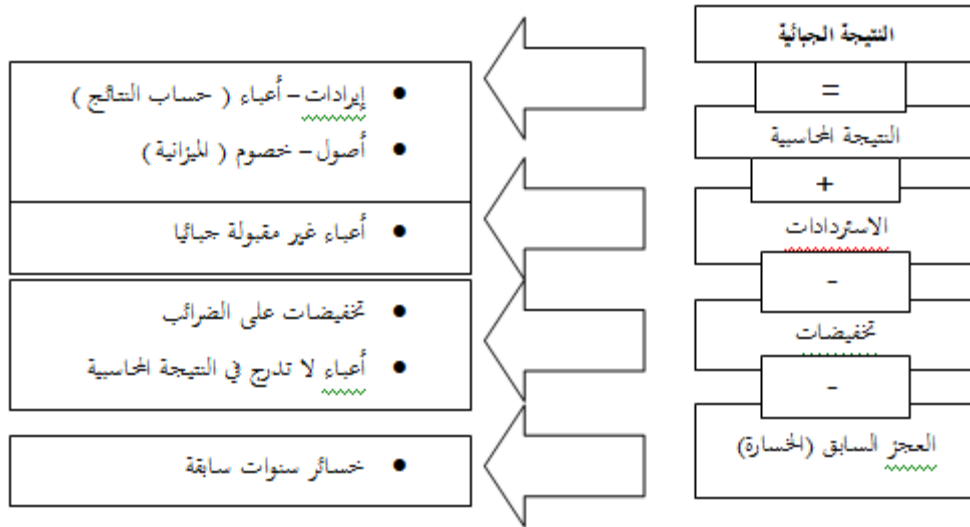 النتيجة الجبائية
=
النتيجة المحاسبية
+
الاستردادات
-
تخفيضات
-
العجز السابق (الخسارة)
● إيرادات – أعباء ( حساب النتائج )
● أصول – خصوم ( الميزانية)
● أعباء غير مقبولة جبائيا
● تخفيضات على الضرائب
● أعباء لا تدرج في النتيجة المحاسبية
● خسائر سنوات سابقة